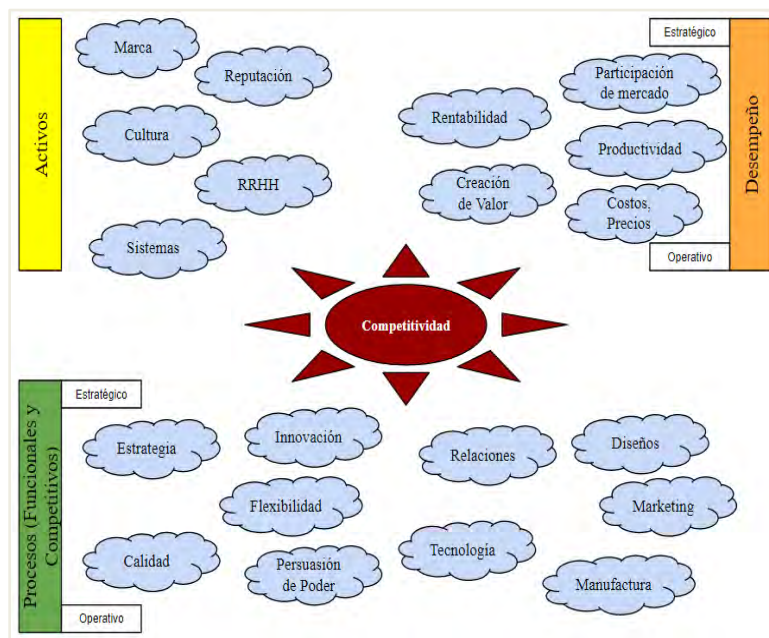 Activos
Marca
Reputación
Cultura
RRHH
Sistemas
Estratégico
Participación
de mercado
Rentabilidad
Productividad
Creación
de Valor
Costos,
Precios
Operativo
Desempeño
Competitividad
Procesos (Funcionales y
Competitivos)
Estratégico
Estrategia
Innovación
Relaciones
Diseños
Flexibilidad
Marketing
Calidad
Persuasión
de Poder
Tecnología
Manufactura
Operativo